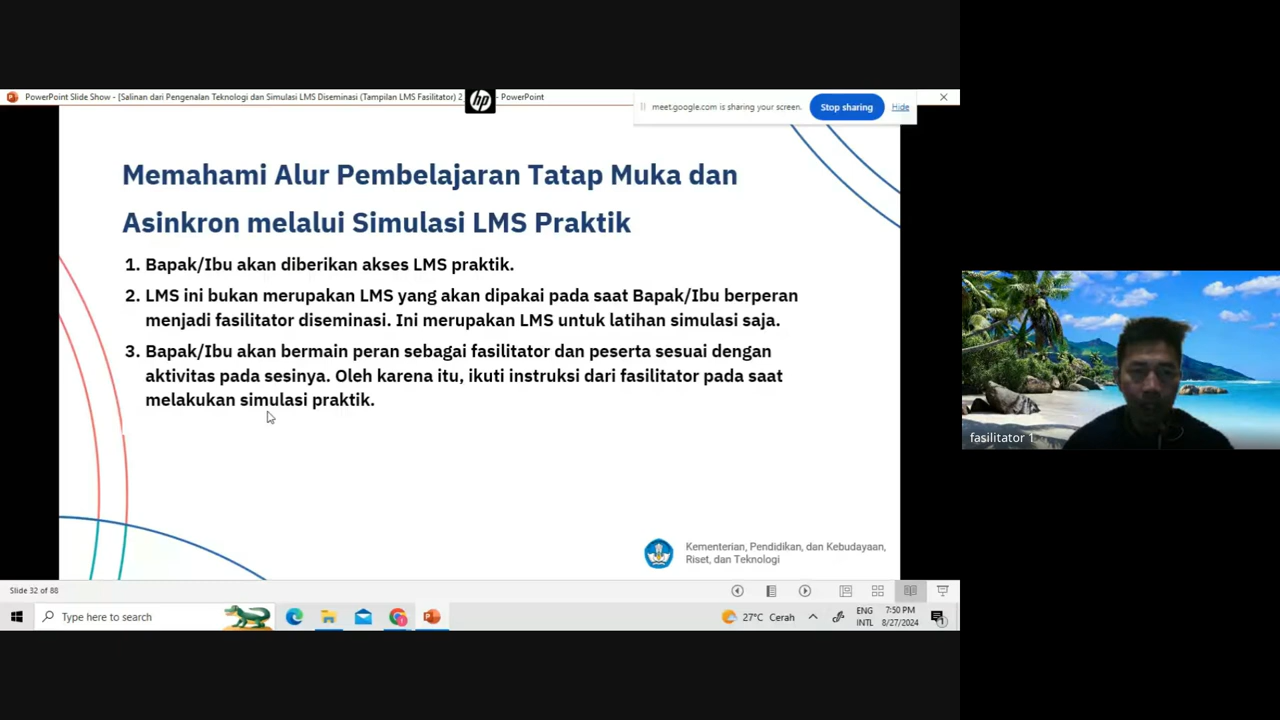 PowerPoint Slide Show - [Salinan dari Pengenalan Teknologi dan Simulasi LMS Diseminasi (Tampilan LMS Fasilitator) 2 - PowerPoint
hp
meet.google.com is sharing your screen.
Stop sharing
Hide
Memahami Alur Pembelajaran Tatap Muka dan
Asinkron melalui Simulasi LMS Praktik
1. Bapak/Ibu akan diberikan akses LMS praktik.
2. LMS ini bukan merupakan LMS yang akan dipakai pada saat Bapak/Ibu berperan
menjadi fasilitator diseminasi. Ini merupakan LMS untuk latihan simulasi saja.
3. Bapak/Ibu akan bermain peran sebagai fasilitator dan peserta sesuai dengan
aktivitas pada sesinya. Oleh karena itu, ikuti instruksi dari fasilitator pada saat
melakukan simulasi praktik.
fasilitator 1
Kementerian, Pendidikan, dan Kebudayaan,
Riset, dan Teknologi
Slide 32 of 88
Type here to search
27°C Cerah
ENG
INTL
7:50 PM
8/27/2024
1